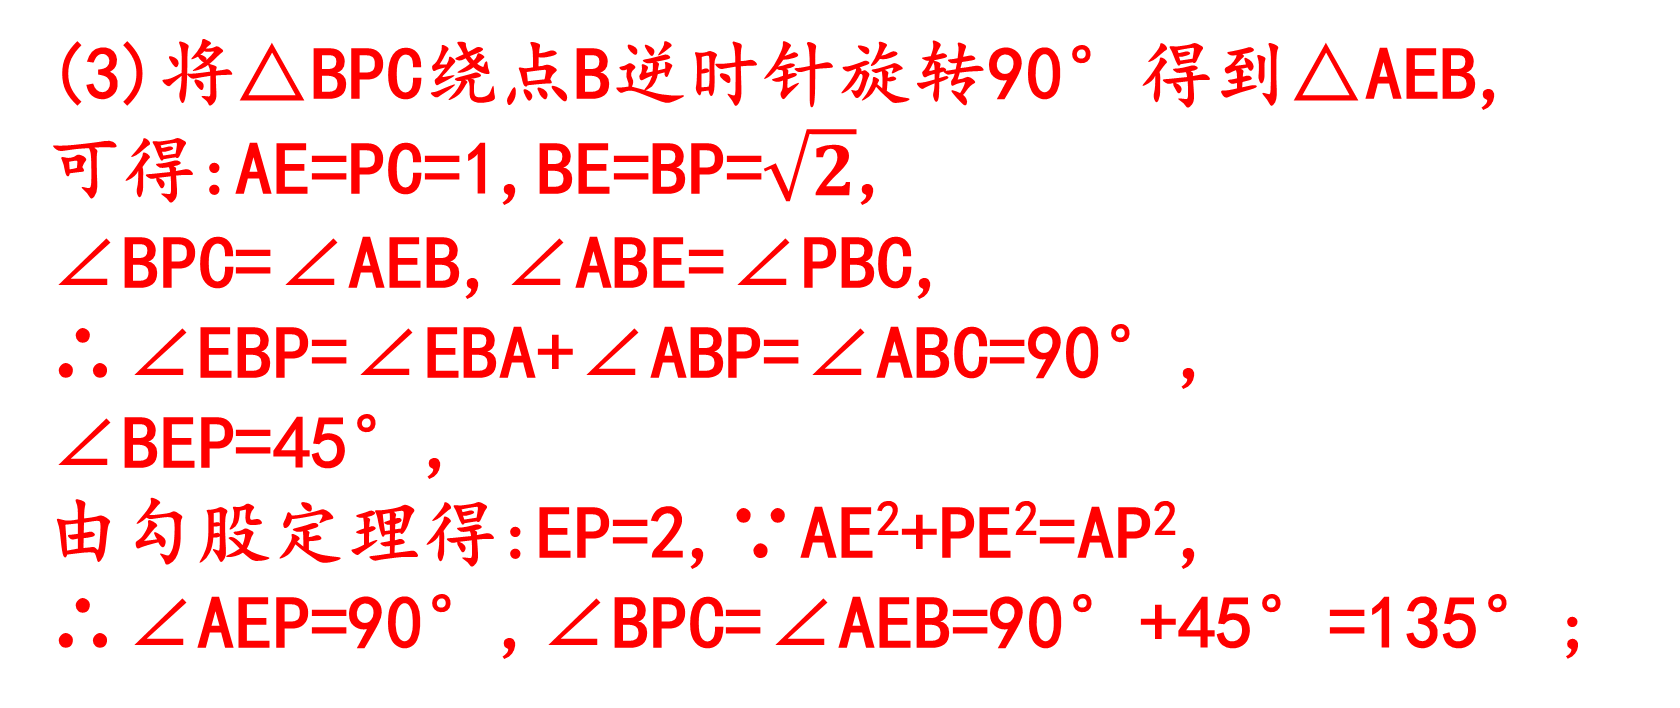 (3)将△BPC绕点B逆时针旋转90°得到△AEB,
可得:AE=PC=1,BE=BP=√2,
∠BPC=∠AEB,∠ABE=∠PBC,
∴∠EBP=∠EBA+∠ABP=∠ABC=90°,
∠BEP=45°,
由勾股定理得:EP=2,∵AE²+PE²=AP²,
∴∠AEP=90°,∠BPC=∠AEB=90°+45°=135°;